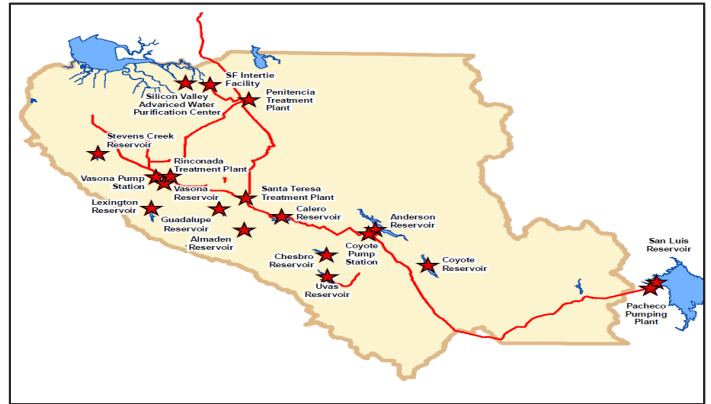 SF Intertie
Facility
Silicon Valley
Advanced Water
Purification Center
Penitencia
Treatment
Plant
Stevens Creek
Reservoir
Rinconada
Treatment Plant
Vasona Pump
Station
Vasona
Reservoir
Santa Teresa
Treatment Plant
Lexington
Reservoir
Guadalupe
Reservoir
Calero
Reservoir
Almaden
Reservoir
Anderson
Reservoir
Coyote
Pump
Station
Chesbro
Reservoir
Coyote
Reservoir
Uvas
Reservoir
San Luis
Reservoir
Pacheco
Pumping
Plant